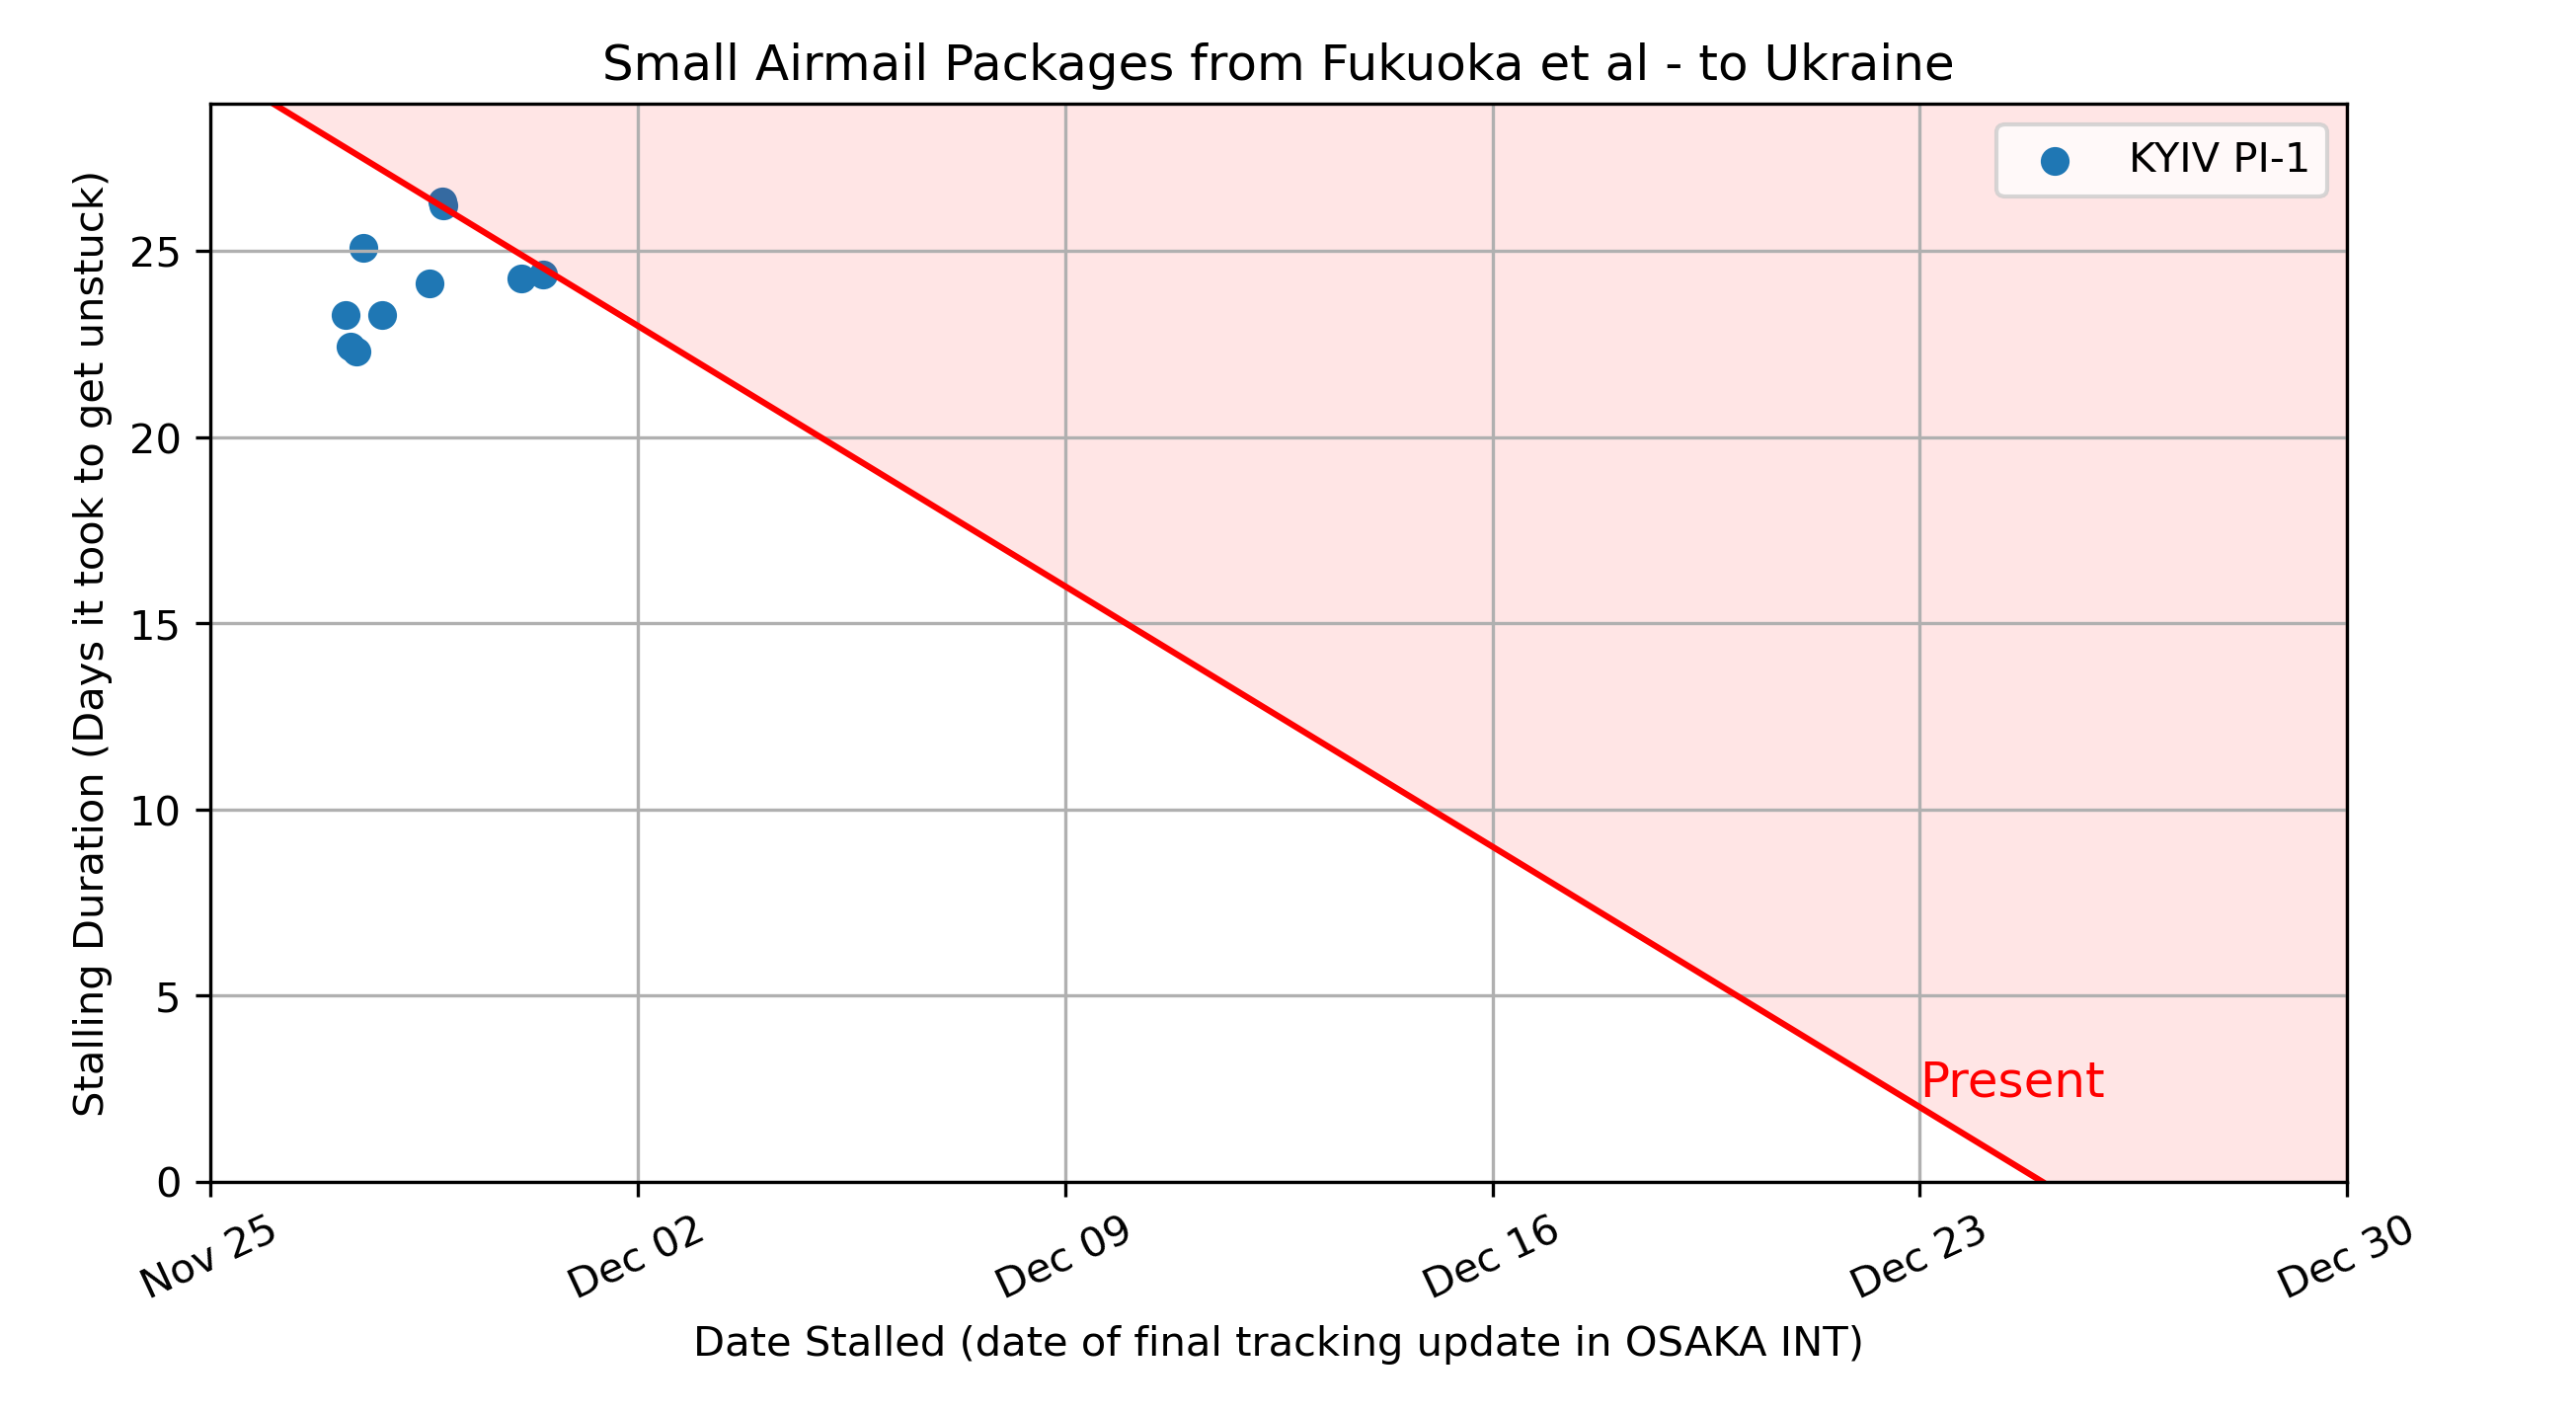 Small Airmail Packages from Fukuoka et al - to Ukraine
KYIV PI-1
Stalling Duration (Days it took to get unstuck)
25
20
15
10
5
0
Present
Nov 25
Dec 02
Dec 09
Dec 16
Dec 23
Dec 30
Date Stalled (date of final tracking update in OSAKA INT)